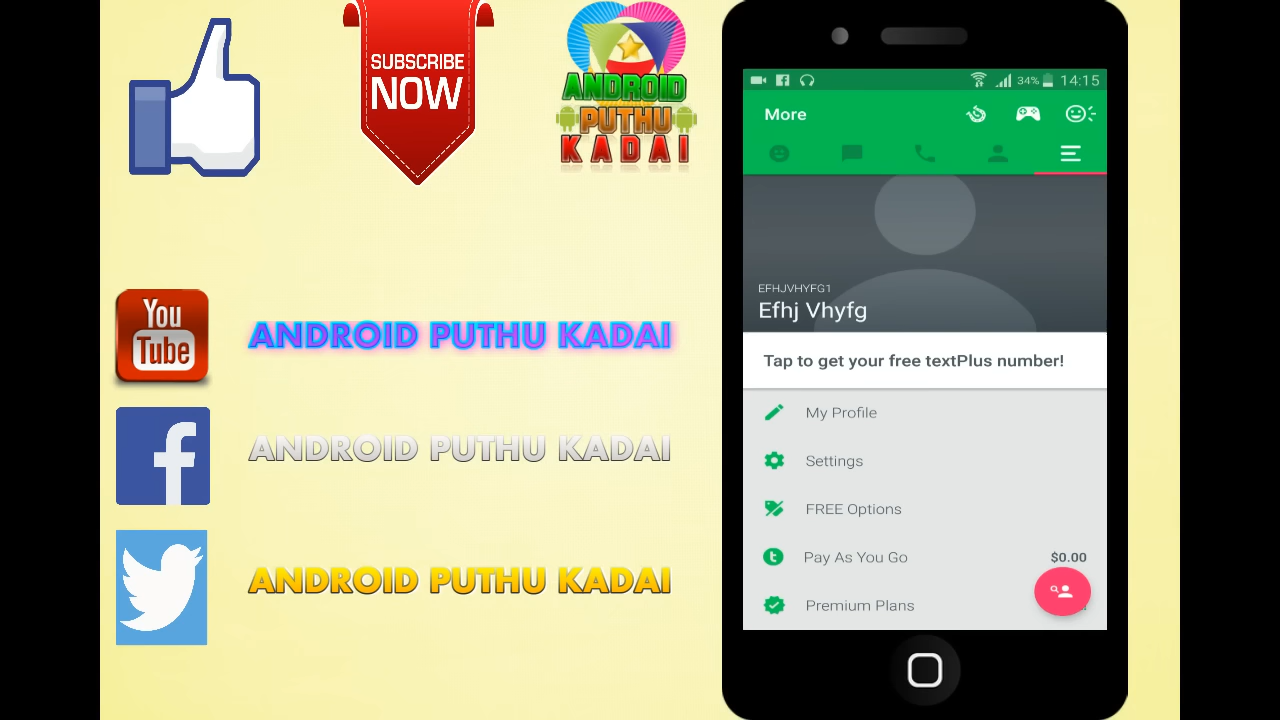 SUBSCRIBE
NOW
ANDROID
PUTHU
KADAI
You
Tube
ANDROID PUTHU KADAI
ANDROID PUTHU KADAI
ANDROID PUTHU KADAI
34% 14:15
More
EFHJVHYFG1
Efhj Vhyfg
Tap to get your free textPlus number!
My Profile
Settings
FREE Options
Pay As You Go $0.00
Premium Plans